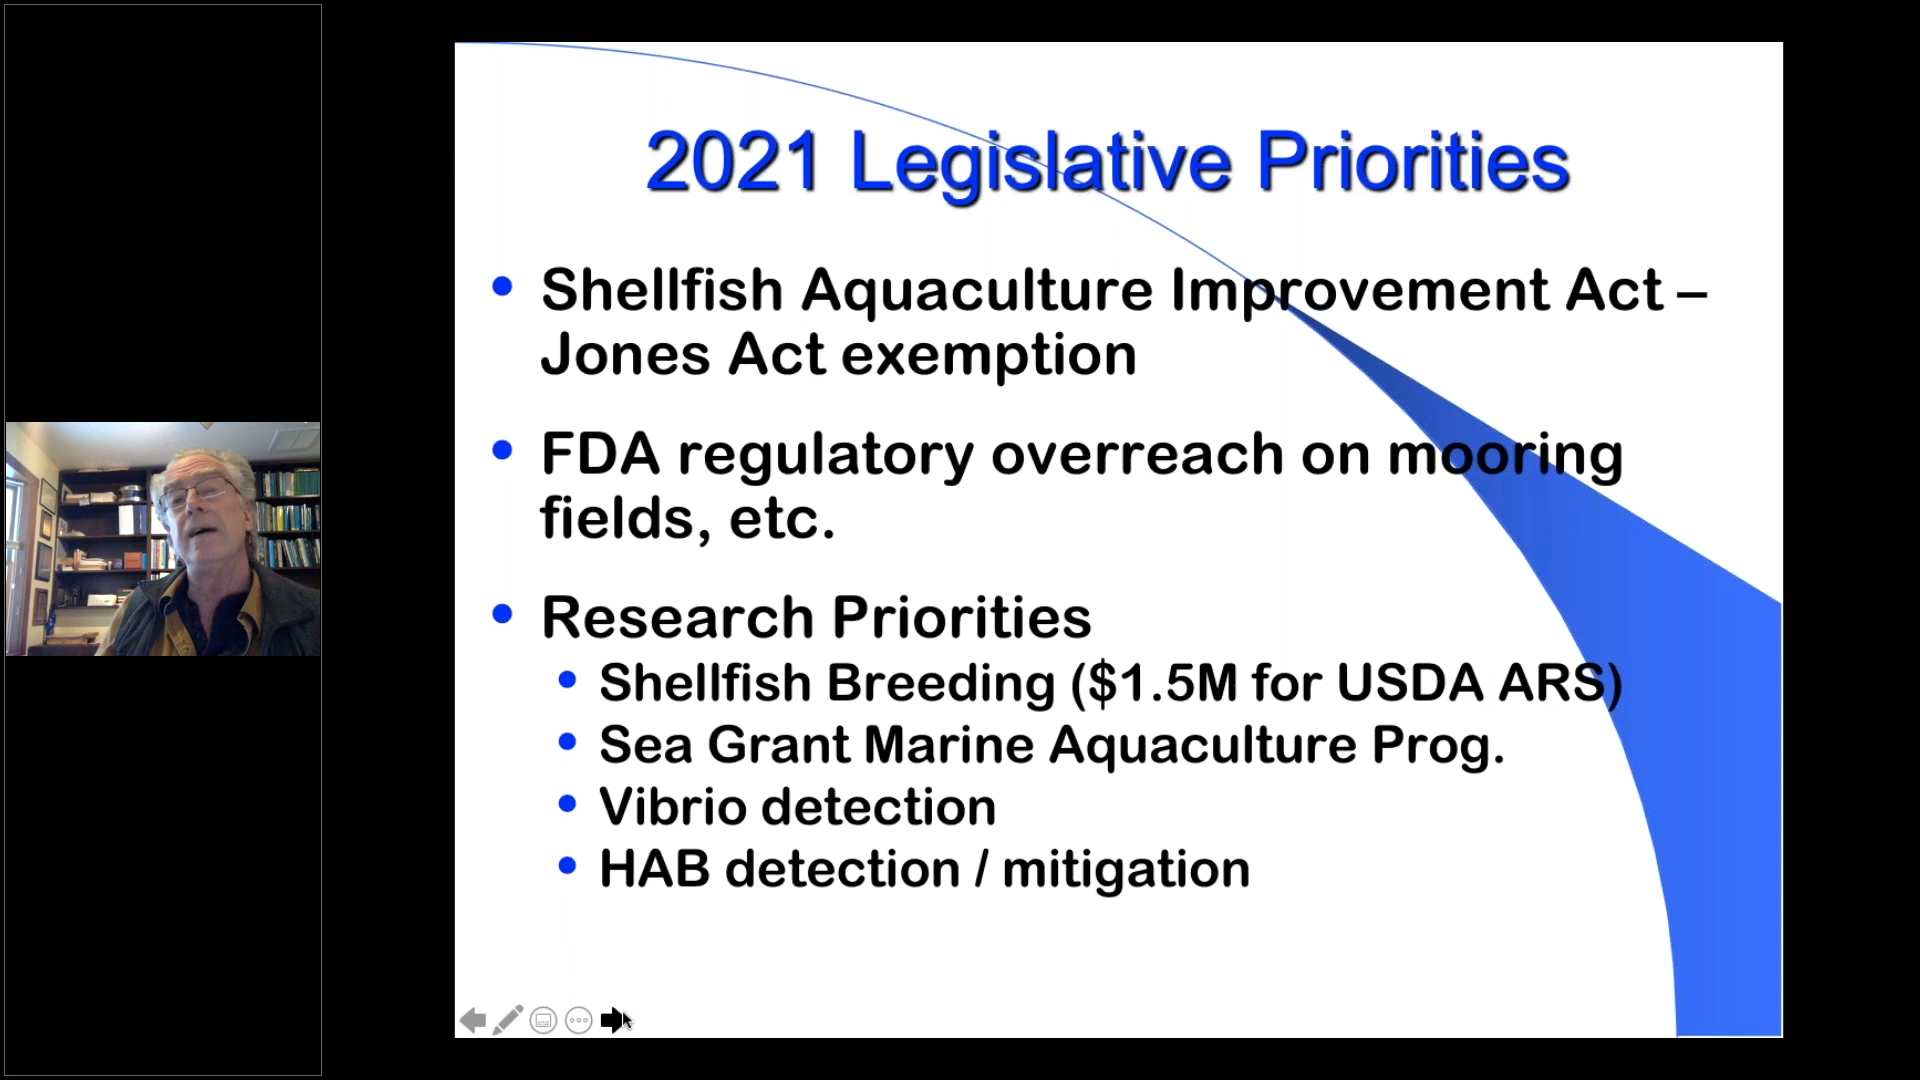 2021 Legislative Priorities
• Shellfish Aquaculture Improvement Act –
Jones Act exemption
• FDA regulatory overreach on mooring
fields, etc.
• Research Priorities
• Shellfish Breeding ($1.5M for USDA ARS)
• Sea Grant Marine Aquaculture Prog.
• Vibrio detection
• HAB detection / mitigation